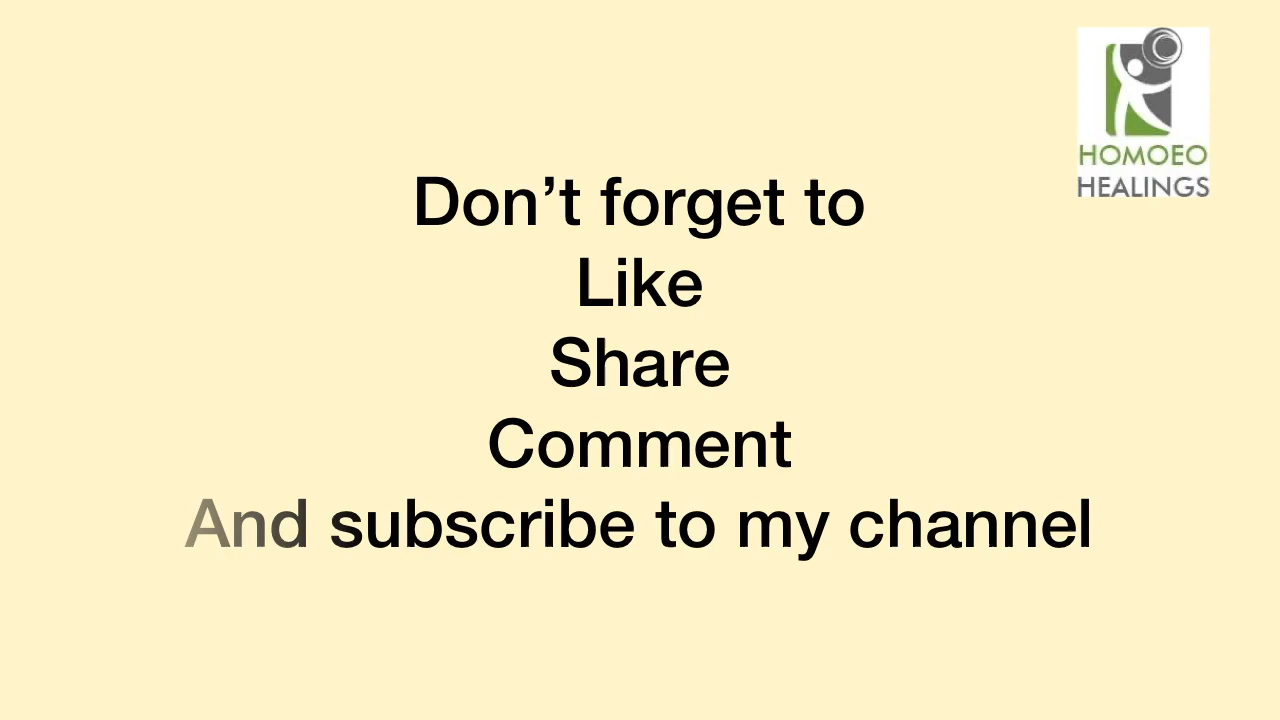 HOMOEO
HEALINGS
Don’t forget to
Like
Share
Comment
And subscribe to my channel